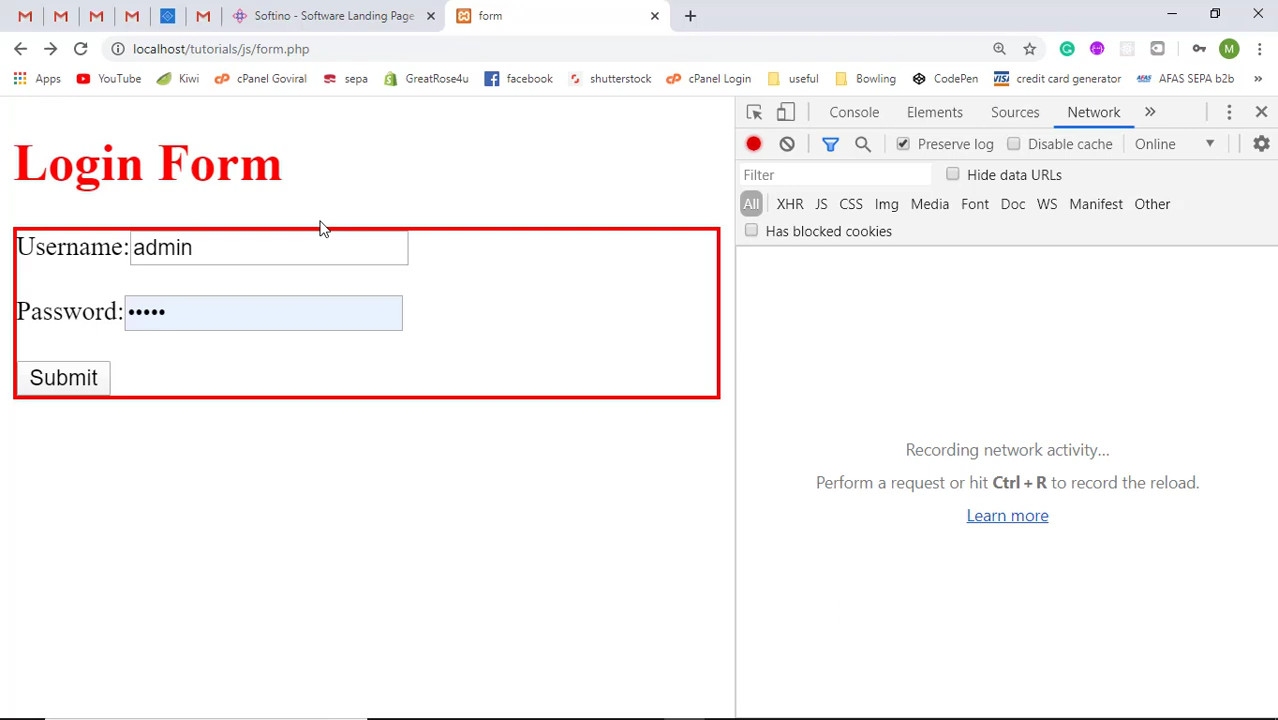 Softino - Software Landing Page
form
localhost/tutorials/js/form.php
M
Apps YouTube Kiwi cPanel Goviral sepa GreatRose4u facebook shutterstock cPanel Login useful Bowling CodePen VISA credit card generator AFAS AFAS SEPA b2b »
Console Elements Sources Network »
Preserve log Disable cache Online
Filter Hide data URLs
All XHR JS CSS Img Media Font Doc WS Manifest Other
Has blocked cookies
Login Form
Username: admin
Password: •••••
Submit
Recording network activity...
Perform a request or hit Ctrl + R to record the reload.
Learn more